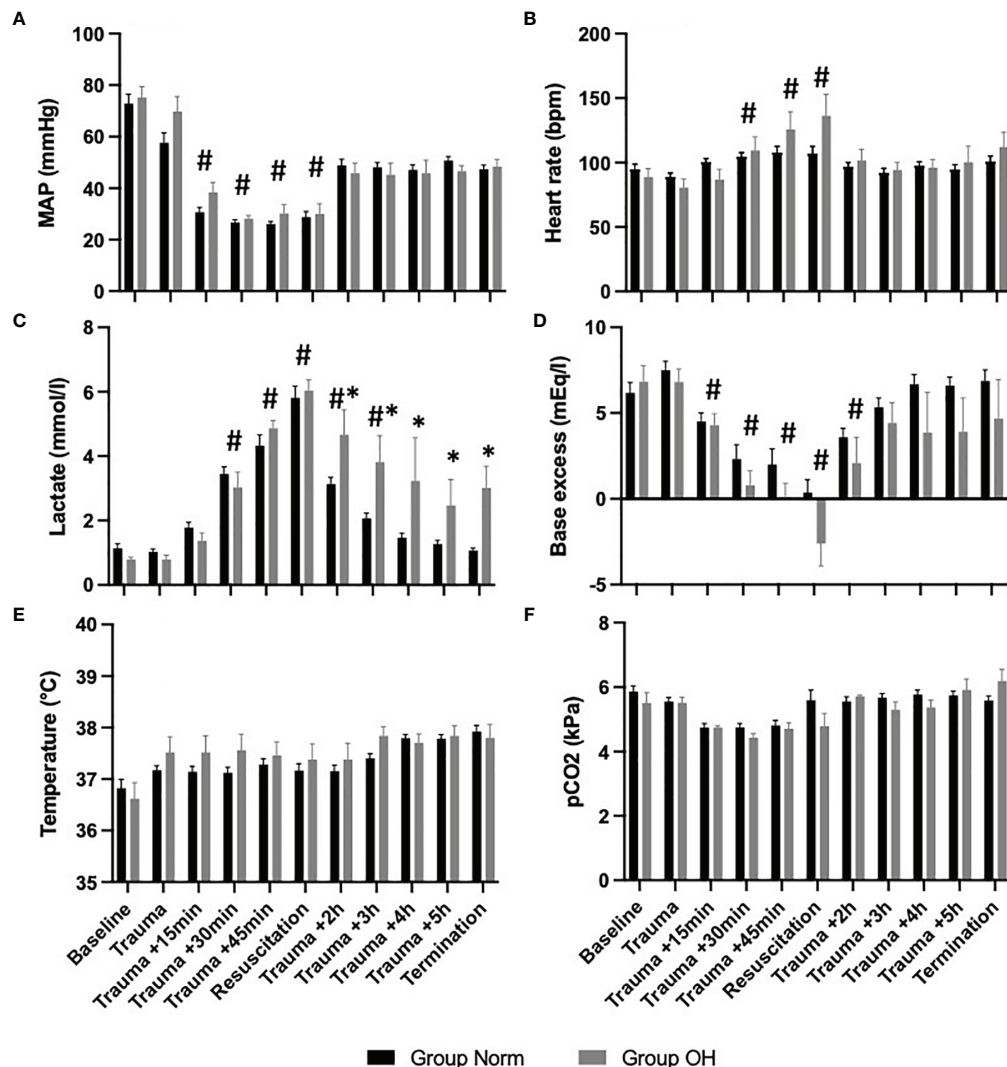 A
MAP (mmHg)
100
80
60
40
20
0
# # # #
B
Heart rate (bpm)
200
150
100
50
0
# # #
C
Lactate (mmol/l)
8
6
4
2
0
# # # #* #* * * *
D
Base excess (mEq/l)
10
5
0
-5
# # # # #
E
Temperature (°C)
40
39
38
37
36
35
Baseline
Trauma
Trauma +15min
Trauma +30min
Trauma +45min
Resuscitation
Trauma +2h
Trauma +3h
Trauma +4h
Trauma +5h
Termination
F
pCO2 (kPa)
8
6
4
2
0
Baseline
Trauma
Trauma +15min
Trauma +30min
Trauma +45min
Resuscitation
Trauma +2h
Trauma +3h
Trauma +4h
Trauma +5h
Termination
Group Norm
Group OH